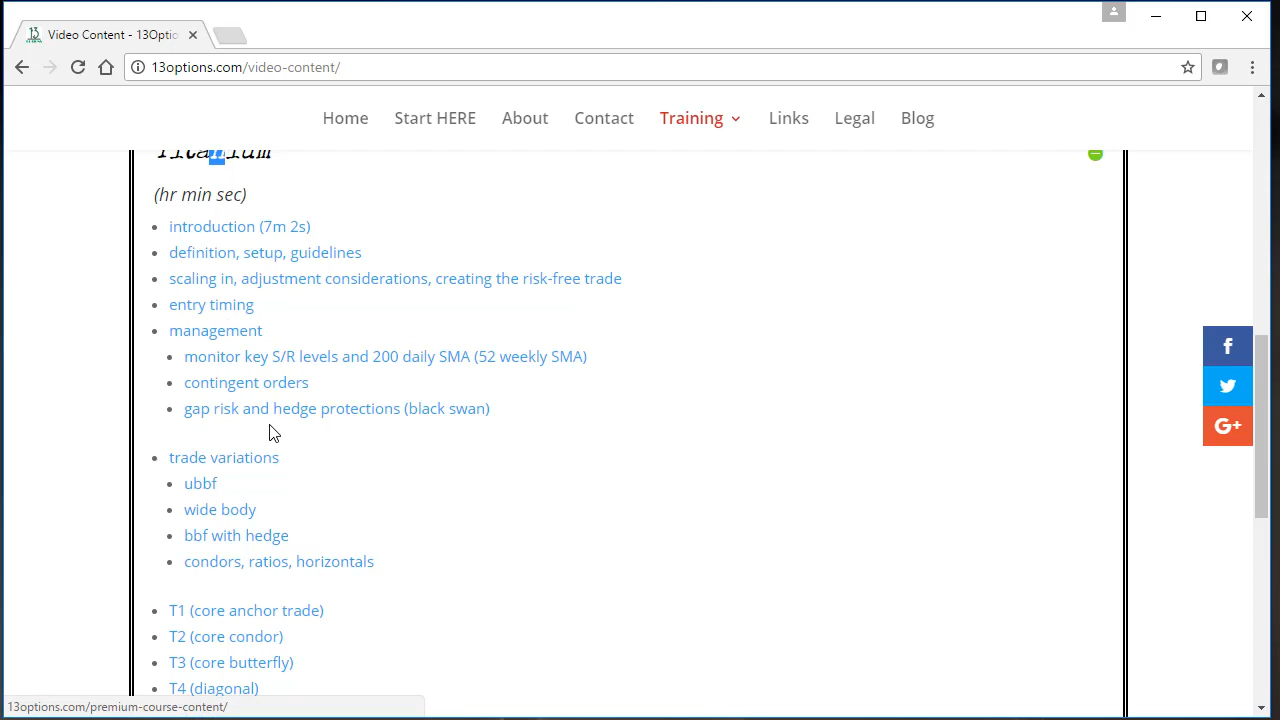 Video Content - 13Optio
13options.com/video-content/
Home Start HERE About Contact Training Links Legal Blog
Titanium
(hr min sec)
introduction (7m 2s)
definition, setup, guidelines
scaling in, adjustment considerations, creating the risk-free trade
entry timing
management
monitor key S/R levels and 200 daily SMA (52 weekly SMA)
contingent orders
gap risk and hedge protections (black swan)
trade variations
ubbf
wide body
bbf with hedge
condors, ratios, horizontals
T1 (core anchor trade)
T2 (core condor)
T3 (core butterfly)
T4 (diagonal)
13options.com/premium-course-content/
f
G+
13